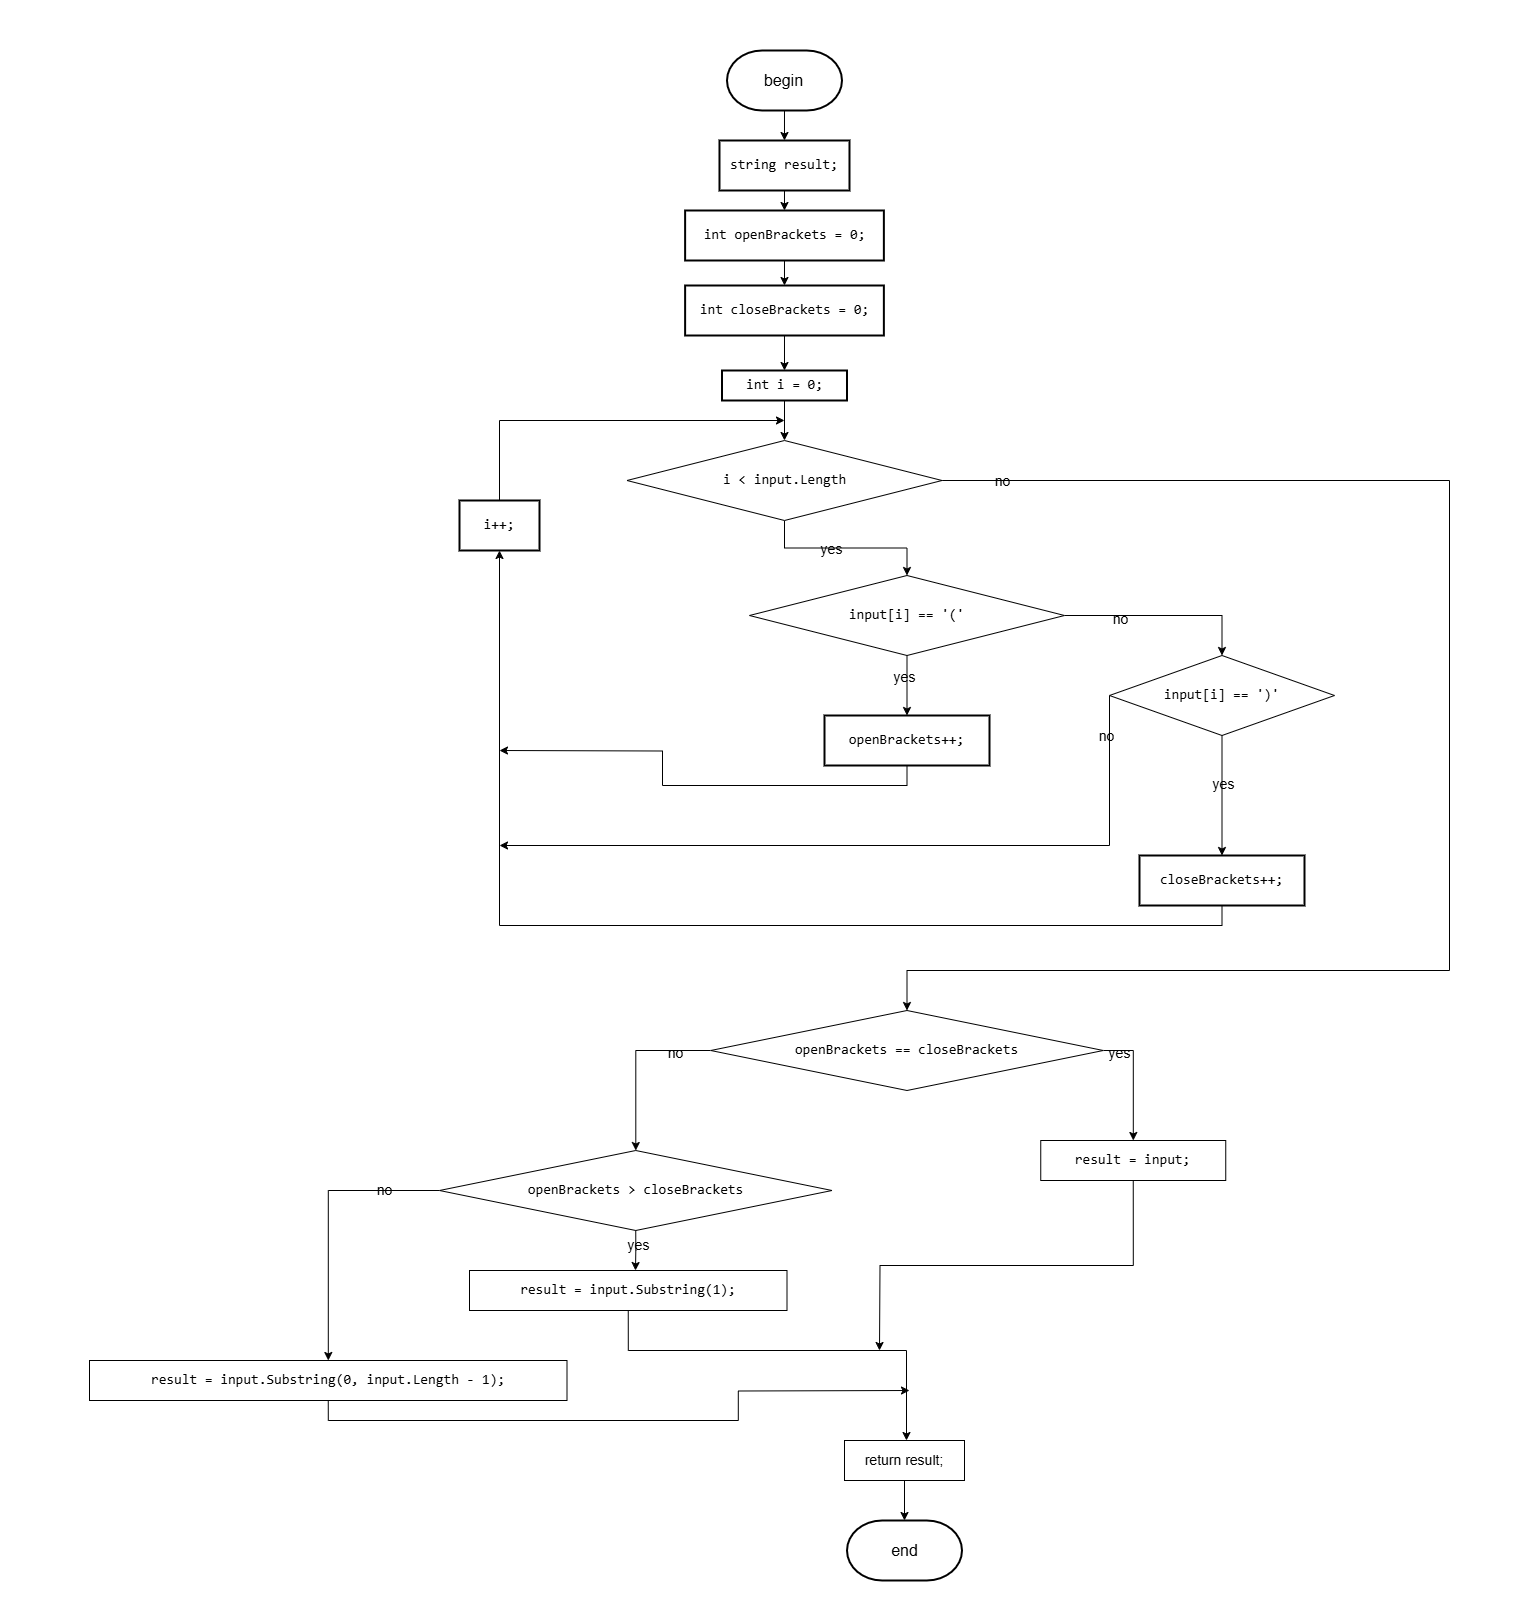 begin
string result;
int openBrackets = 0;
int closeBrackets = 0;
int i = 0;
i < input.Length
no
i++;
yes
input[i] == '('
no
yes
input[i] == ')'
no
openBrackets++;
yes
closeBrackets++;
openBrackets == closeBrackets
no
yes
result = input;
openBrackets > closeBrackets
no
yes
result = input.Substring(1);
result = input.Substring(0, input.Length - 1);
return result;
end